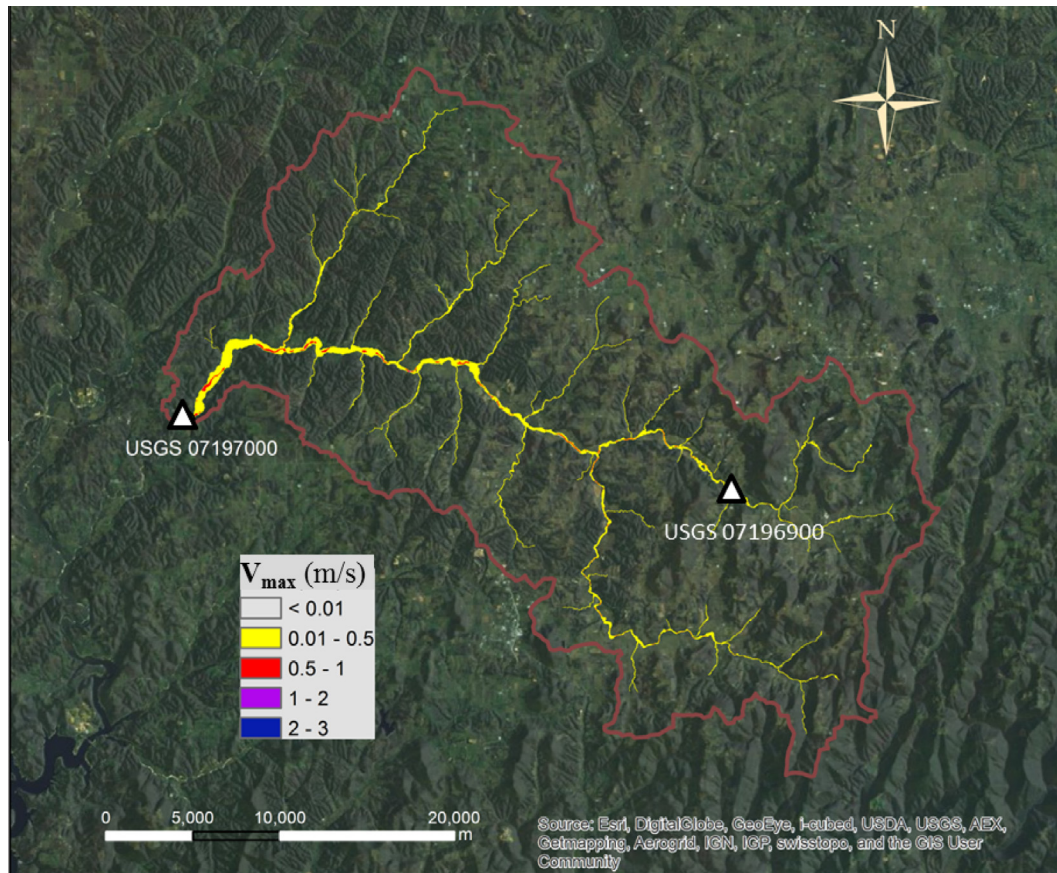 N
USGS 07197000
USGS 07196900
Vmax (m/s)
< 0.01
0.01 - 0.5
0.5 - 1
1 - 2
2 - 3
0 5,000 10,000 20,000
m
Source: Esri, DigitalGlobe, GeoEye, i-cubed, USDA, USGS, AEX,
Getmapping, Aerogrid, IGN, IGP, swisstopo, and the GIS User
Community